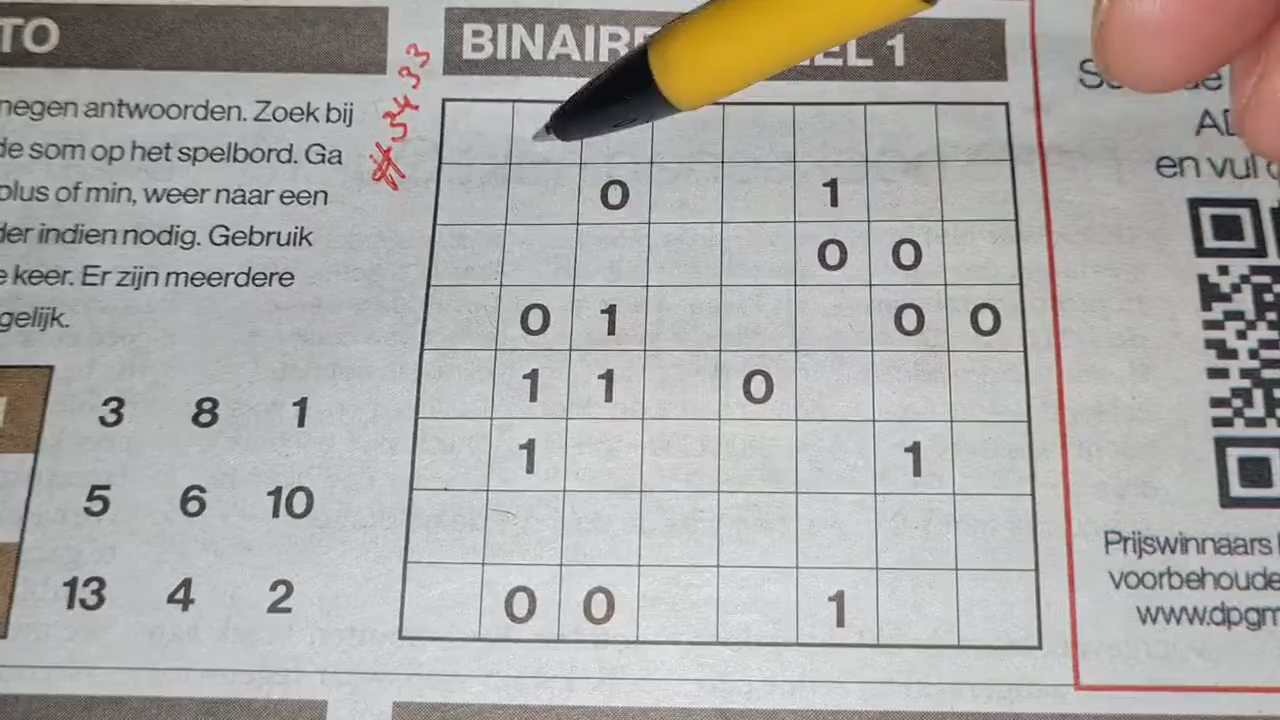 TO
negen antwoorden. Zoek bij
de som op het spelbord. Ga
plus of min, weer naar een
der indien nodig. Gebruik
keer. Er zijn meerdere
gelijk.
3 8 1
5 6 10
13 4 2
#3433
EL 1
0 1
0 0
0 1 0 0
1 1 0
1 1
0 0 1
en vul
Prijswinnaars
voorbehoude
www.dpgm